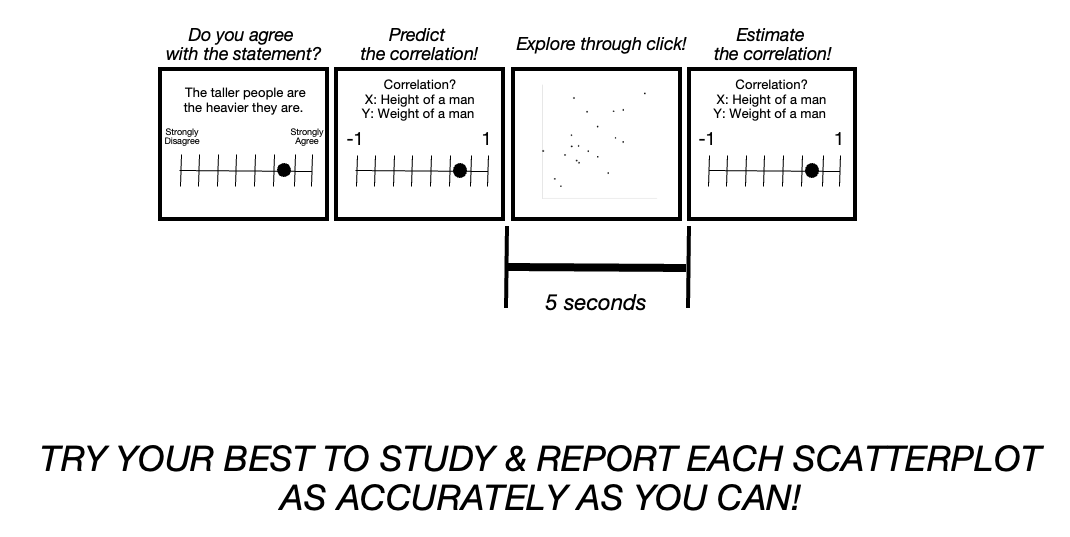 Do you agree
with the statement?
The taller people are
the heavier they are.
Strongly
Disagree
Strongly
Agree
Predict
the correlation!
Correlation?
X: Height of a man
Y: Weight of a man
-1
1
Explore through click!
Estimate
the correlation!
Correlation?
X: Height of a man
Y: Weight of a man
-1
1
5 seconds
TRY YOUR BEST TO STUDY & REPORT EACH SCATTERPLOT
AS ACCURATELY AS YOU CAN!